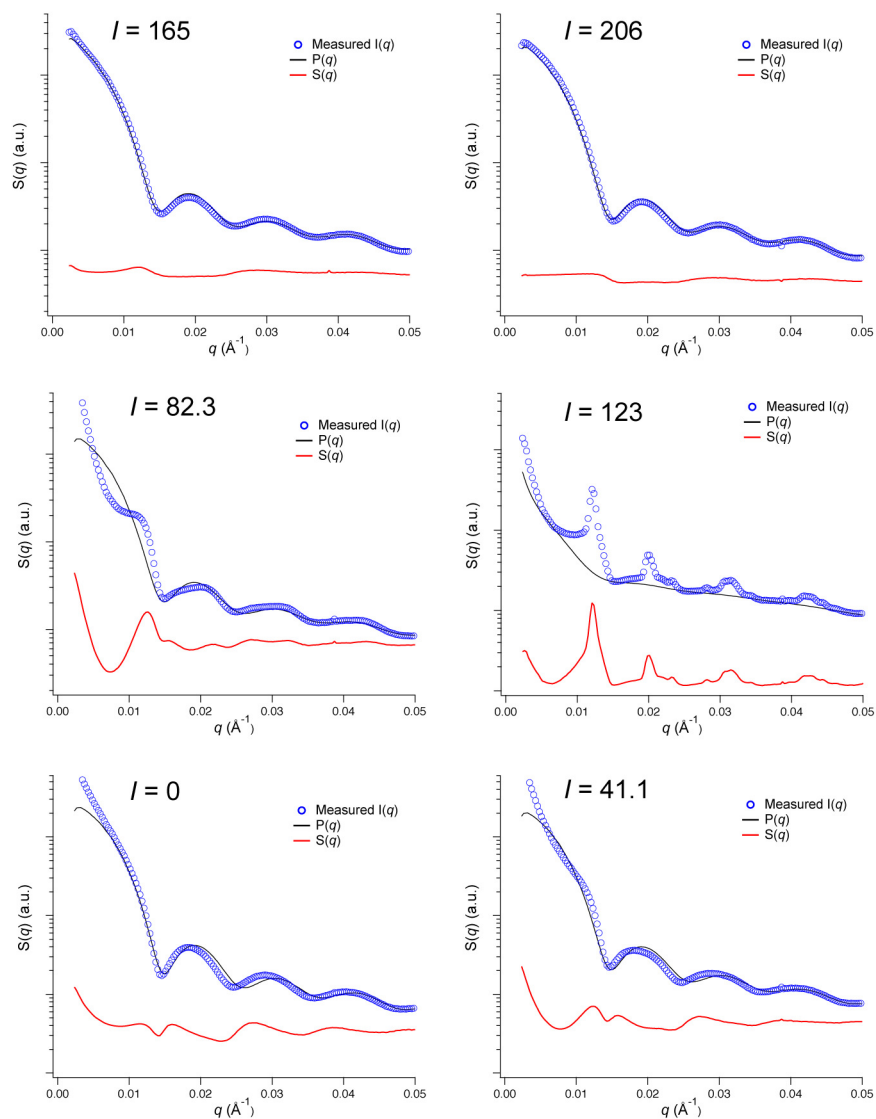 I = 165
Measured I(q)
P(q)
S(q)
S(q) (a.u.)
0.00 0.01 0.02 0.03 0.04 0.05
q (Å⁻¹)
I = 206
Measured I(q)
P(q)
S(q)
S(q) (a.u.)
0.00 0.01 0.02 0.03 0.04 0.05
q (Å⁻¹)
I = 82.3
Measured I(q)
P(q)
S(q)
S(q) (a.u.)
0.00 0.01 0.02 0.03 0.04 0.05
q (Å⁻¹)
I = 123
Measured I(q)
P(q)
S(q)
S(q) (a.u.)
0.00 0.01 0.02 0.03 0.04 0.05
q (Å⁻¹)
I = 0
Measured I(q)
P(q)
S(q)
S(q) (a.u.)
0.00 0.01 0.02 0.03 0.04 0.05
q (Å⁻¹)
I = 41.1
Measured I(q)
P(q)
S(q)
S(q) (a.u.)
0.00 0.01 0.02 0.03 0.04 0.05
q (Å⁻¹)